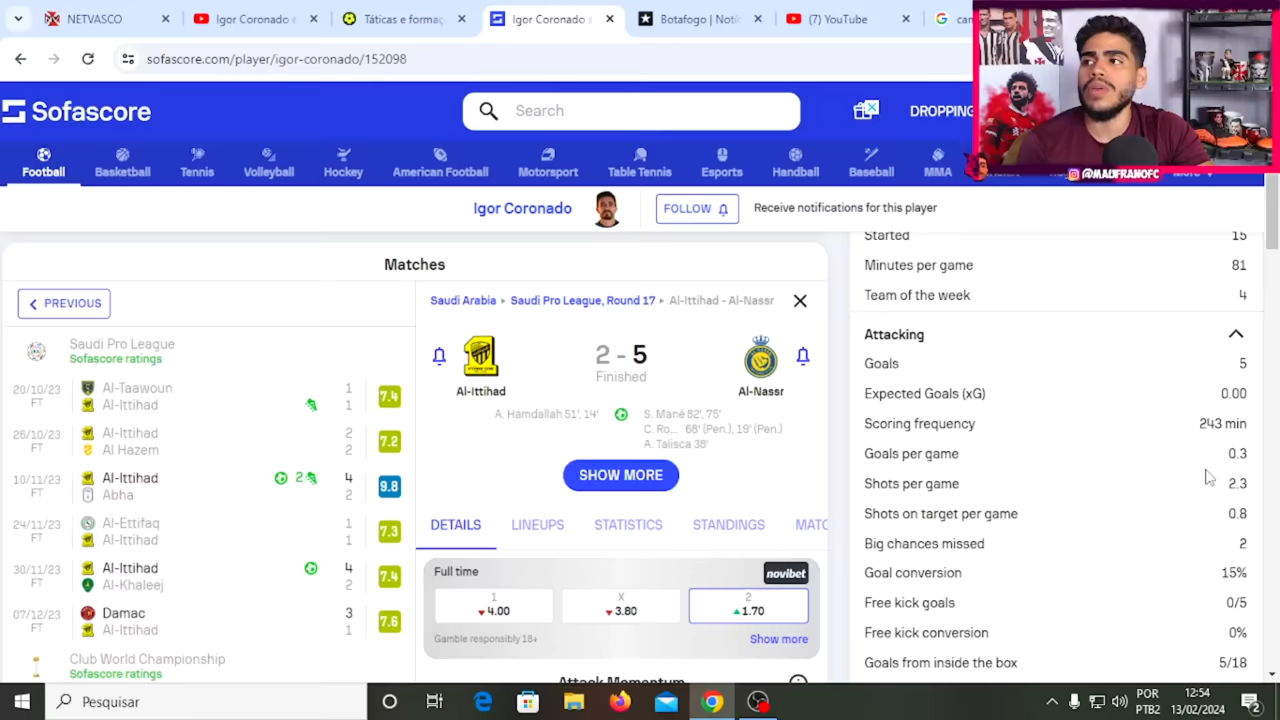 NETVASCO
Igor Coronado
Táticas e formaç
Igor Coronado s
Botafogo | Notí
(7) YouTube
sofascore.com/player/igor-coronado/152098
Sofascore
Search
DROPPING
Football
Basketball
Tennis
Volleyball
Hockey
American Football
Motorsport
Table Tennis
Esports
Handball
Baseball
MMA
@MAUFRANOFC
Igor Coronado
FOLLOW
Receive notifications for this player
Matches
PREVIOUS
Saudi Pro League
Sofascore ratings
20/10/23
FT
Al-Taawoun 1
Al-Ittihad 1
7.4
26/10/23
FT
Al-Ittihad 2
Al Hazem 2
7.2
10/11/23
FT
Al-Ittihad 2 4
Abha 2
9.8
24/11/23
FT
Al-Ettifaq 1
Al-Ittihad 1
7.3
30/11/23
FT
Al-Ittihad 4
Al-Khaleej 2
7.4
07/12/23
FT
Damac 3
Al-Ittihad 1
7.6
Club World Championship
Sofascore ratings
Saudi Arabia
Saudi Pro League, Round 17
Al-Ittihad - Al-Nassr
2 - 5
Finished
Al-Ittihad
Al-Nassr
A. Hamdallah 51', 14'
S. Mané 82', 75'
C. Ro... 68' (Pen.), 19' (Pen.)
A. Talisca 38'
SHOW MORE
DETAILS
LINEUPS
STATISTICS
STANDINGS
MATC
Full time
novibet
1
4.00
X
3.80
2
1.70
Gamble responsibly 18+
Show more
Attack Momentum
Started 15
Minutes per game 81
Team of the week 4
Attacking
Goals 5
Expected Goals (xG) 0.00
Scoring frequency 243 min
Goals per game 0.3
Shots per game 2.3
Shots on target per game 0.8
Big chances missed 2
Goal conversion 15%
Free kick goals 0/5
Free kick conversion 0%
Goals from inside the box 5/18
Pesquisar
POR
PTB2
12:54
13/02/2024
2